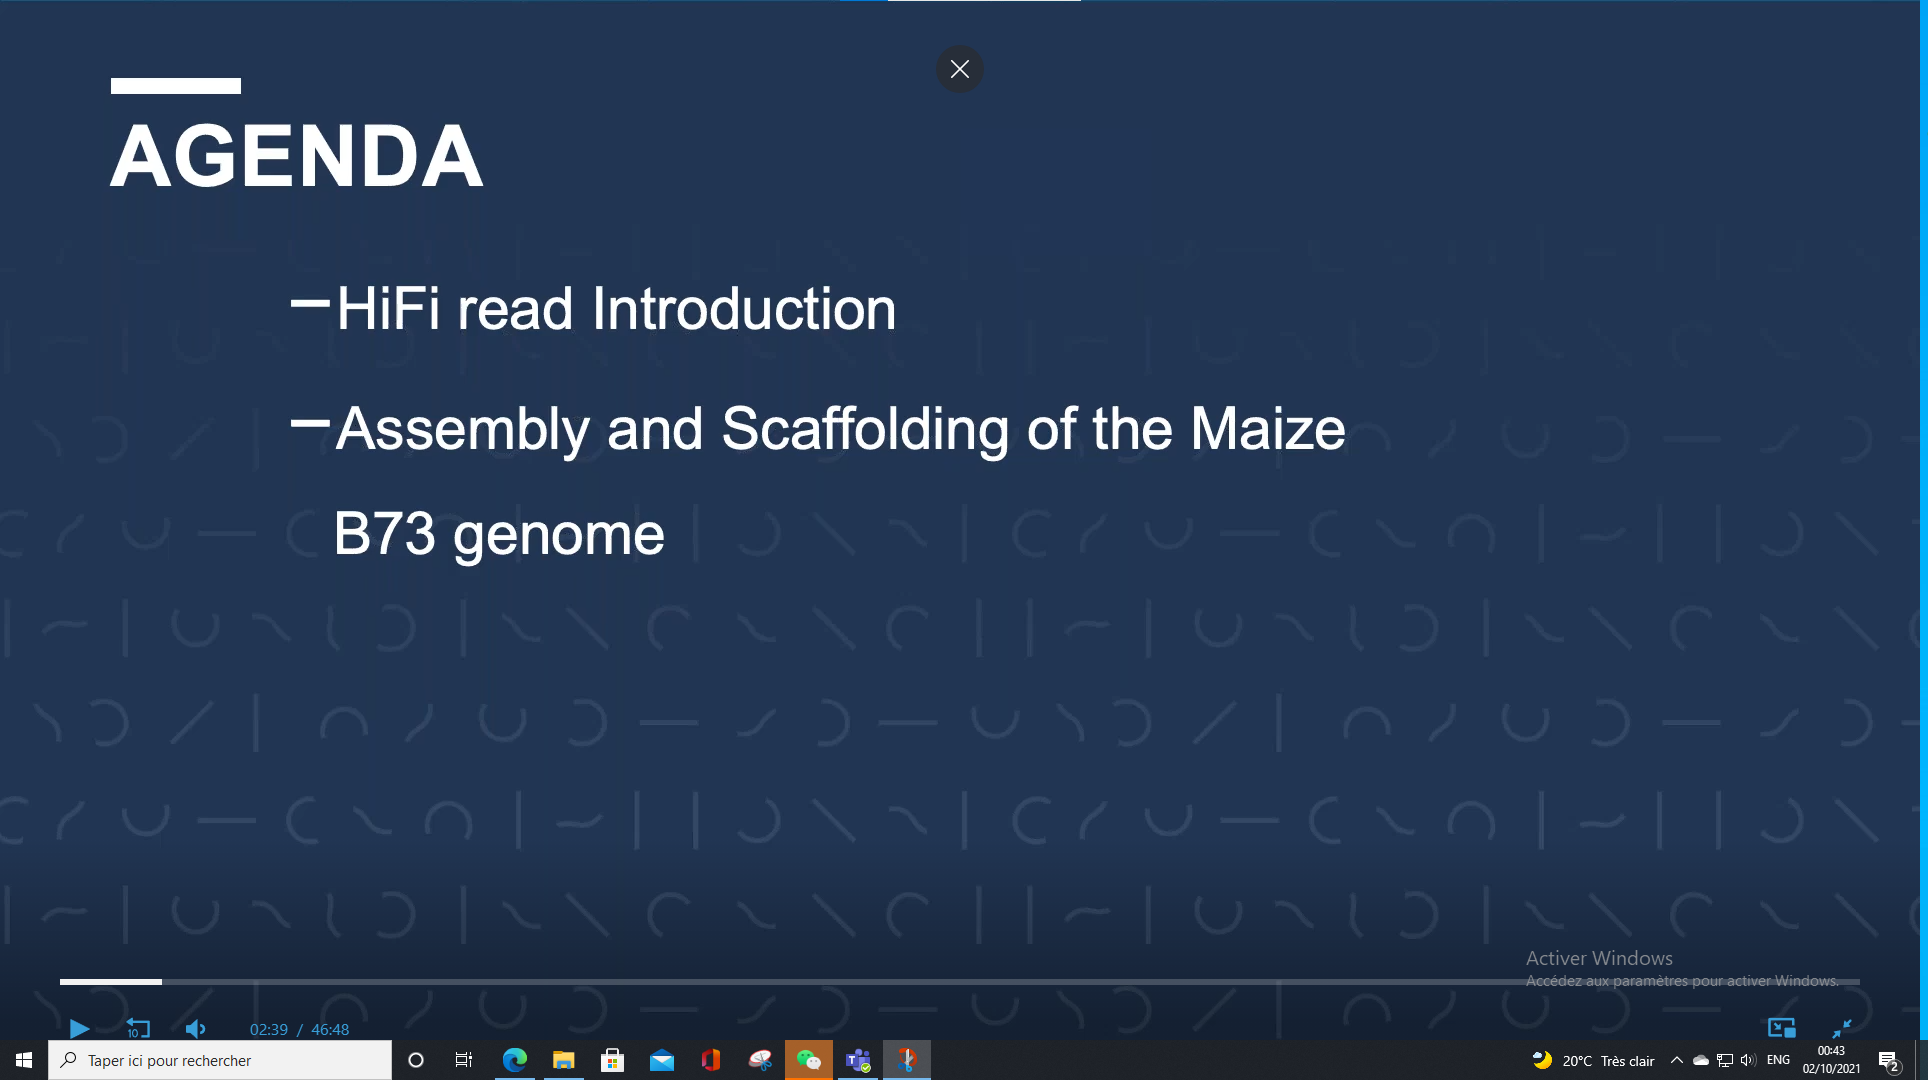 AGENDA
–HiFi read Introduction
–Assembly and Scaffolding of the Maize
B73 genome
Activer Windows
Accédez aux paramètres pour activer Windows.
10
02:39 / 46:48
Taper ici pour rechercher
20°C Très clair
ENG
00:43
02/10/2021
2